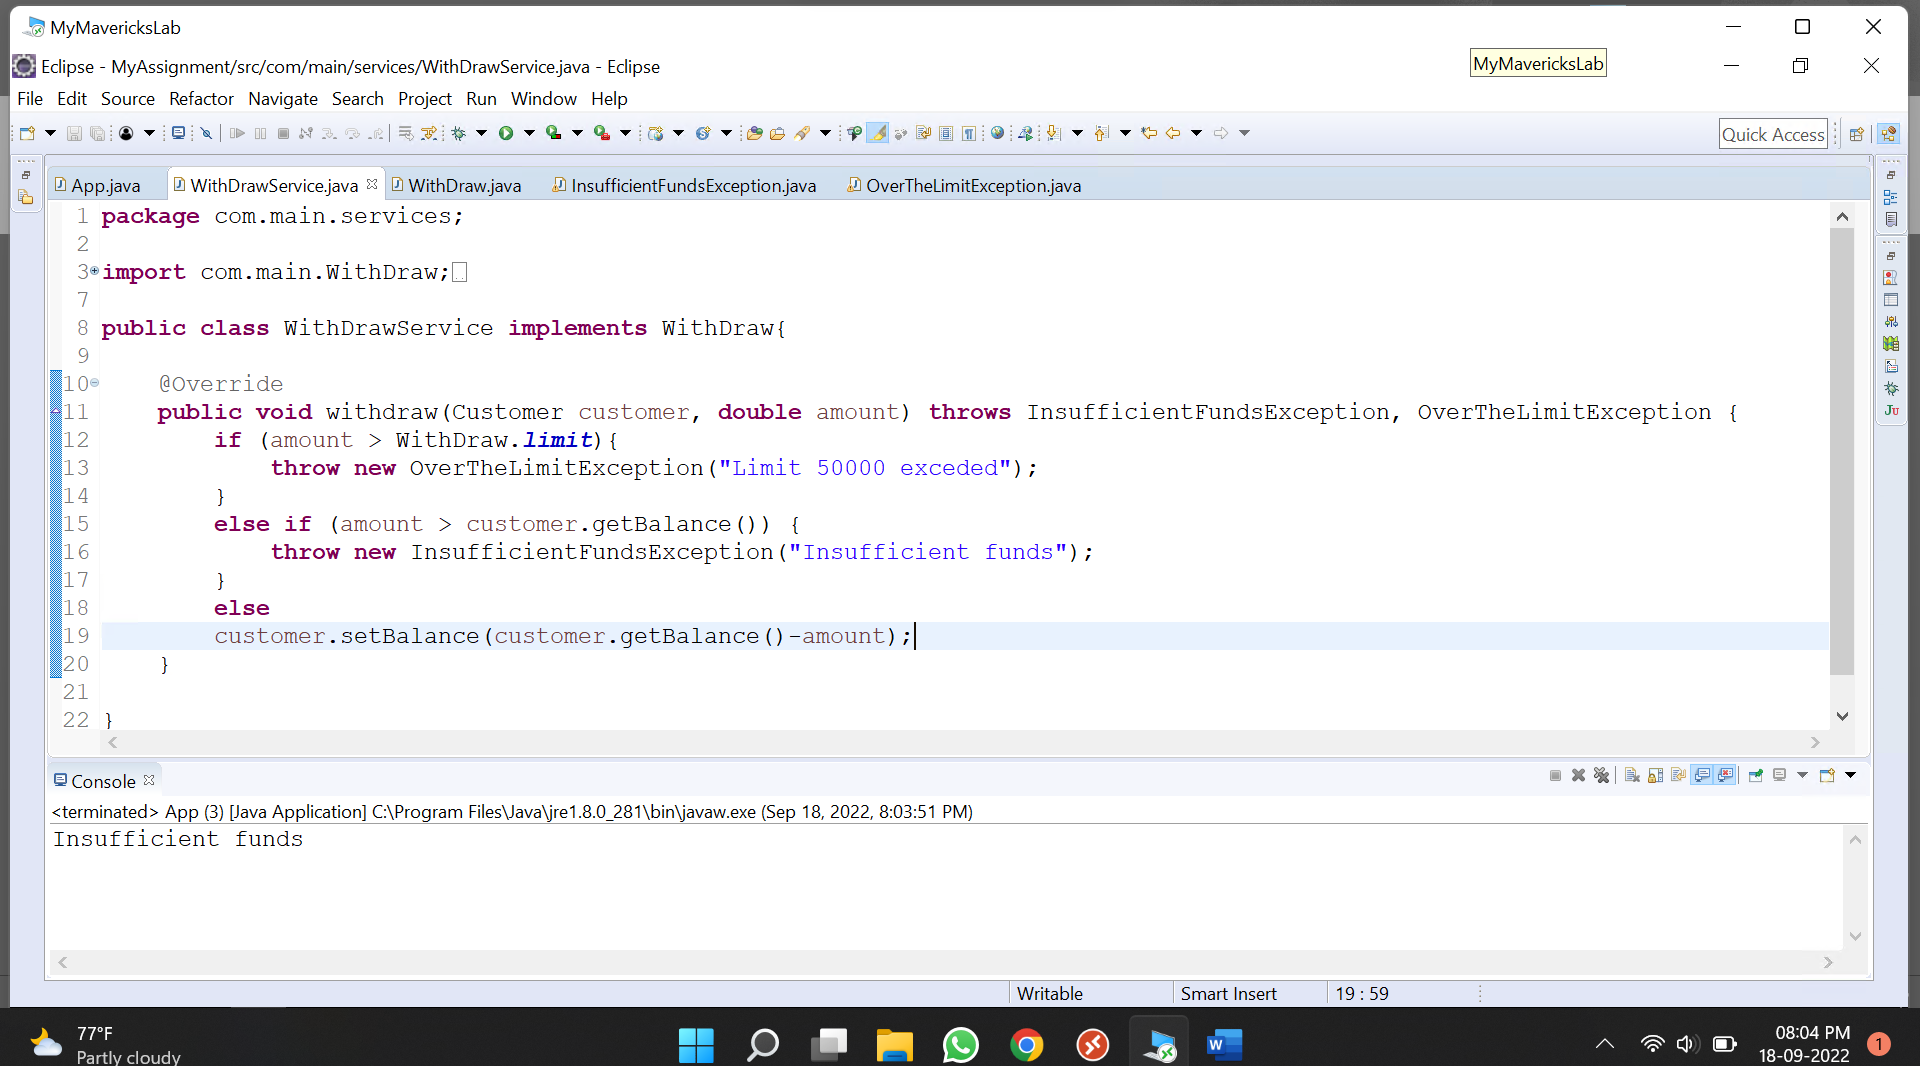 MyMavericksLab
Eclipse - MyAssignment/src/com/main/services/WithDrawService.java - Eclipse
MyMavericksLab
File Edit Source Refactor Navigate Search Project Run Window Help
Quick Access
App.java WithDrawService.java WithDraw.java InsufficientFundsException.java OverTheLimitException.java
1 package com.main.services;
2
3 import com.main.WithDraw;
7
8 public class WithDrawService implements WithDraw{
9
10 @Override
11 public void withdraw(Customer customer, double amount) throws InsufficientFundsException, OverTheLimitException {
12 if (amount > WithDraw.limit){
13 throw new OverTheLimitException("Limit 50000 exceded");
14 }
15 else if (amount > customer.getBalance()) {
16 throw new InsufficientFundsException("Insufficient funds");
17 }
18 else
19 customer.setBalance(customer.getBalance()-amount);
20 }
21
22 }
Console
<terminated> App (3) [Java Application] C:\Program Files\Java\jre1.8.0_281\bin\javaw.exe (Sep 18, 2022, 8:03:51 PM)
Insufficient funds
Writable Smart Insert 19 : 59
77°F
Partly cloudy
08:04 PM
18-09-2022
1